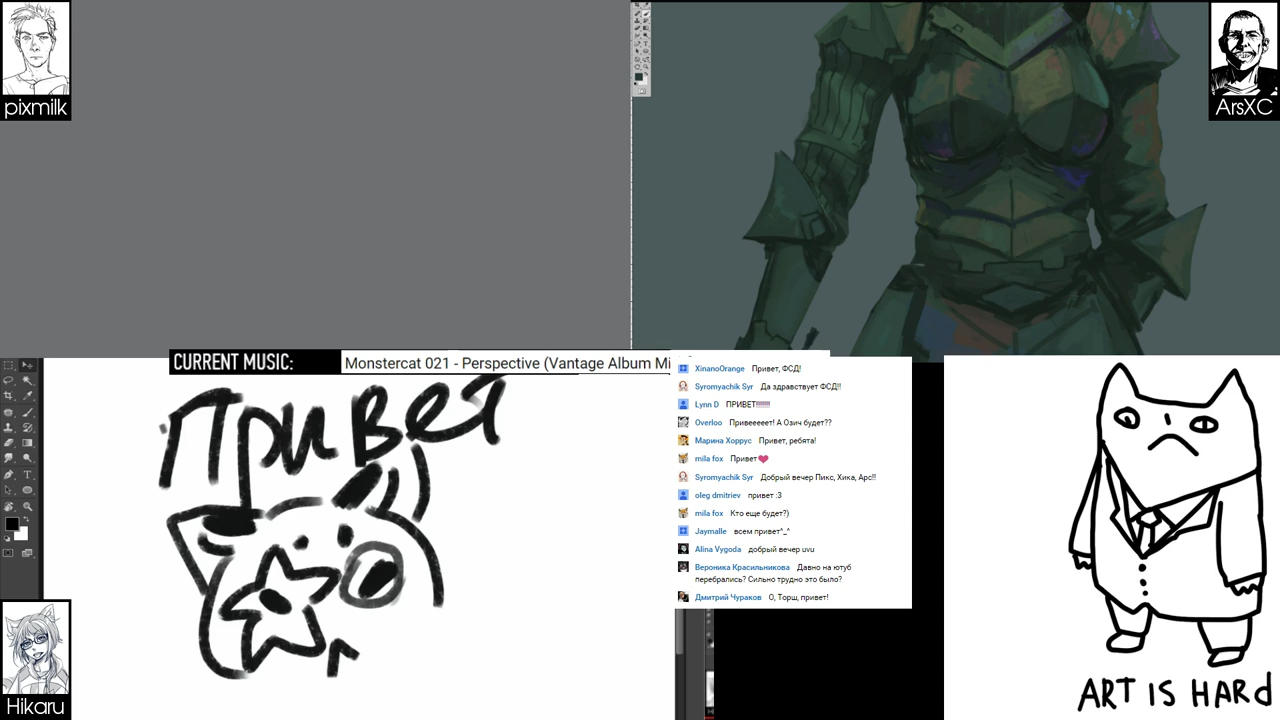 pixmilk
ArsXC
CURRENT MUSIC: Monstercat 021 - Perspective (Vantage Album Mi
Привет
XinanoOrange Привет, ФСД!
Syromyachik Syr Да здравствует ФСД!!
Lynn D ПРИВЕТ!!!!!!!
Overloo Привееееет! А Озич будет??
Марина Хоррус Привет, ребята!
mila fox Привет❤
Syromyachik Syr Добрый вечер Пикс, Хика, Арс!!
oleg dmitriev привет :3
mila fox Кто еще будет?)
Jaymalle всем привет^_^
Alina Vygoda добрый вечер uvu
Вероника Красильникова Давно на ютуб
перебрались? Сильно трудно это было?
Дмитрий Чураков О, Торш, привет!
Hikaru
ART IS HARd